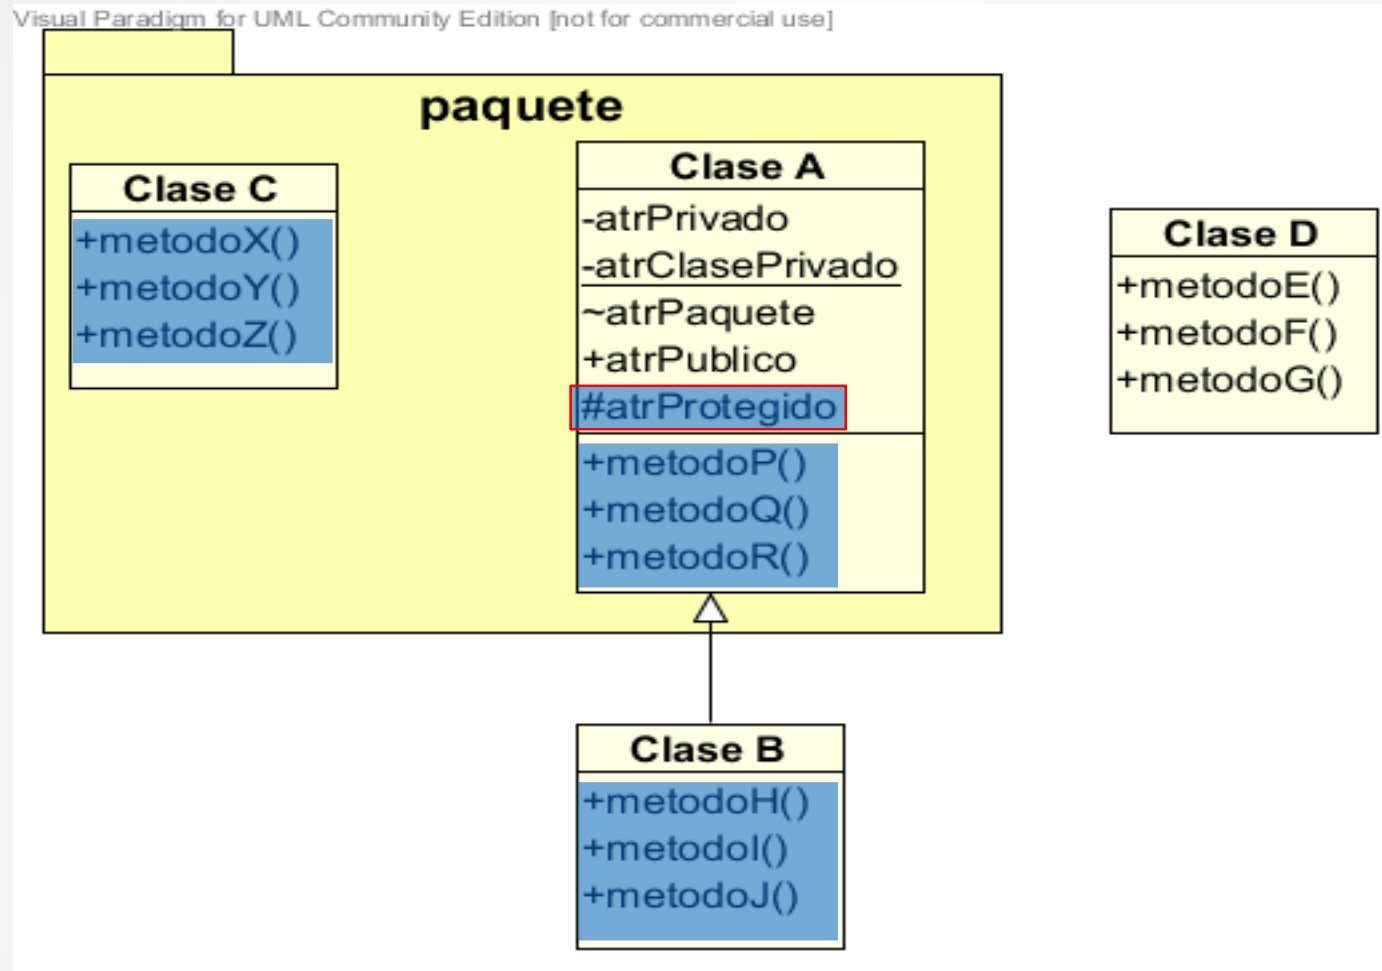 Visual Paradigm for UML Community Edition [not for commercial use]
paquete
Clase C
+metodoX()
+metodoY()
+metodoZ()
Clase A
-atrPrivado
-atrClasePrivado
~atrPaquete
+atrPublico
#atrProtegido
+metodoP()
+metodoQ()
+metodoR()
Clase D
+metodoE()
+metodoF()
+metodoG()
Clase B
+metodoH()
+metodoI()
+metodoJ()